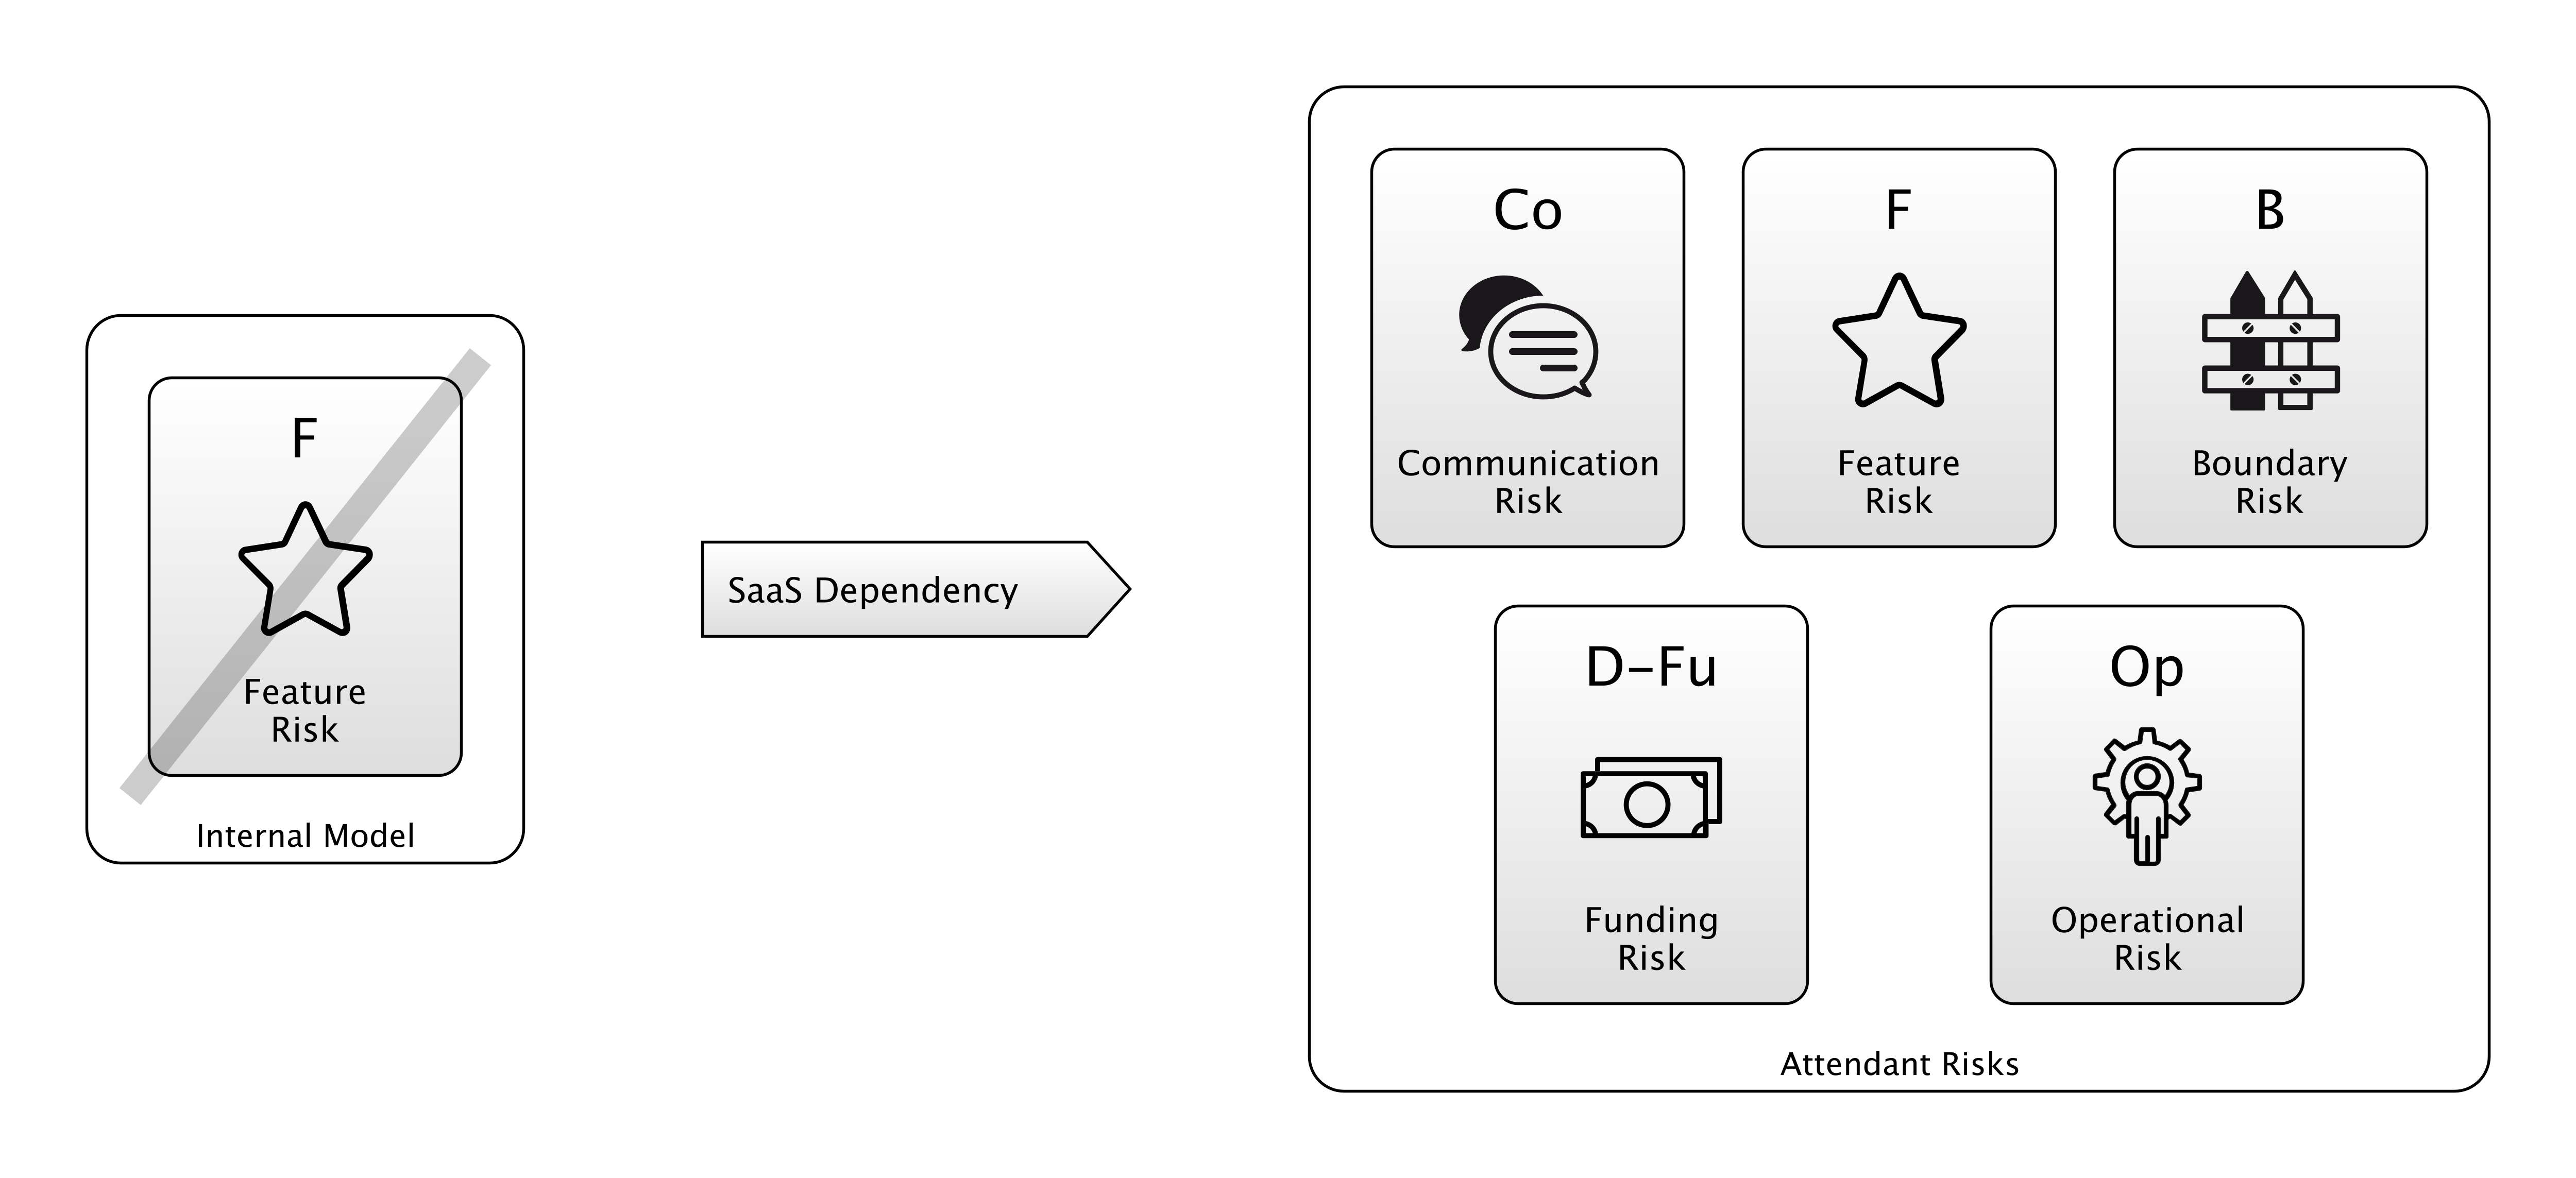 F
Feature
Risk
Internal Model
SaaS Dependency
Co
Communication
Risk
F
Feature
Risk
B
Boundary
Risk
D–Fu
Funding
Risk
Op
Operational
Risk
Attendant Risks